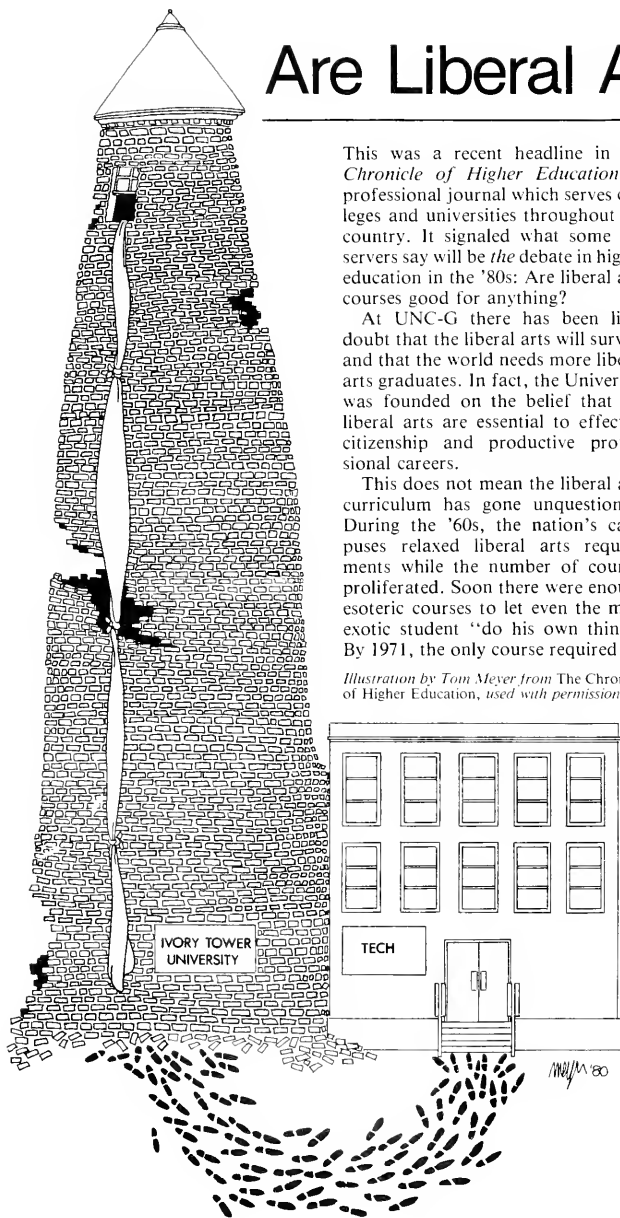 Are Liberal A
This was a recent headline in
Chronicle of Higher Education
professional journal which serves c
leges and universities throughout
country. It signaled what some
servers say will be the debate in hig
education in the '80s: Are liberal a
courses good for anything?
At UNC-G there has been li
doubt that the liberal arts will surv
and that the world needs more libe
arts graduates. In fact, the Univer
was founded on the belief that
liberal arts are essential to effec
citizenship and productive pro
sional careers.
This does not mean the liberal a
curriculum has gone unquestion
During the '60s, the nation's ca
puses relaxed liberal arts requ
ments while the number of cour
proliferated. Soon there were enou
esoteric courses to let even the m
exotic student "do his own thin
By 1971, the only course required
Illustration by Tom Meyer from The Chron
of Higher Education, used with permission
IVORY TOWER
UNIVERSITY
TECH
Meyer '80